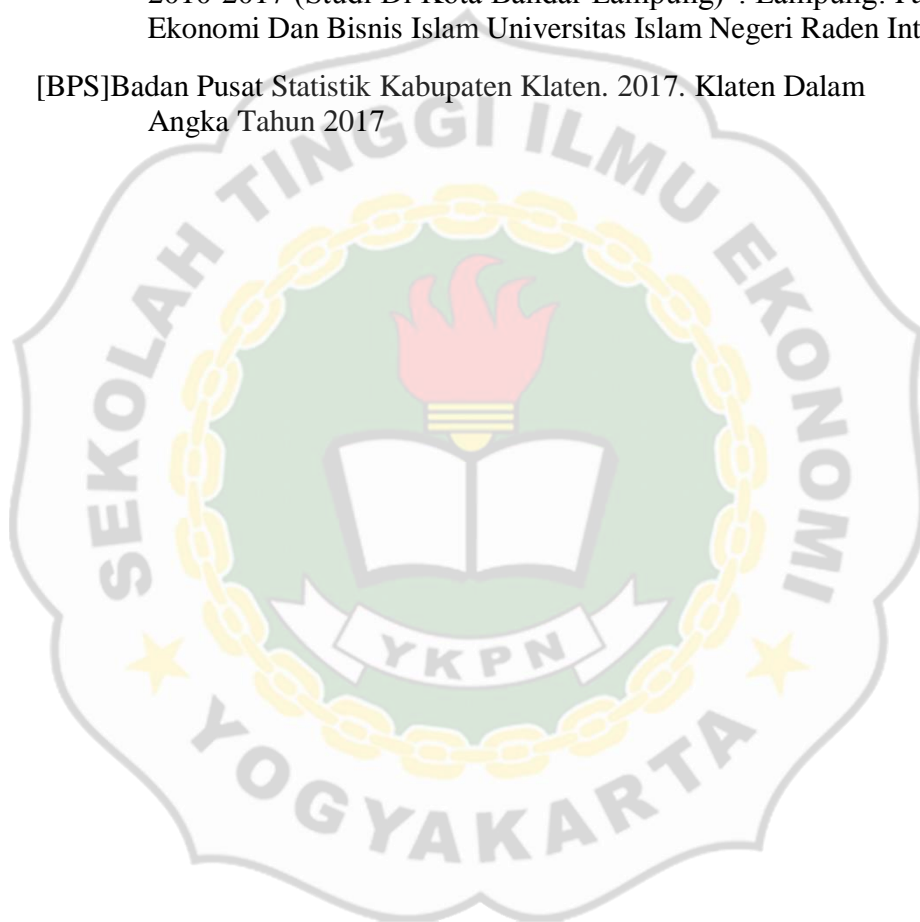 Ekonomi Dan Bisnis Islam Universitas Islam Negeri Raden
[BPS]Badan Pusat Statistik Kabupaten Klaten. 2017. Klaten Dalam
Angka Tahun 2017
SEKOLAH TINGGI ILMU EKONOMI
YKPN
YOGYAKARTA